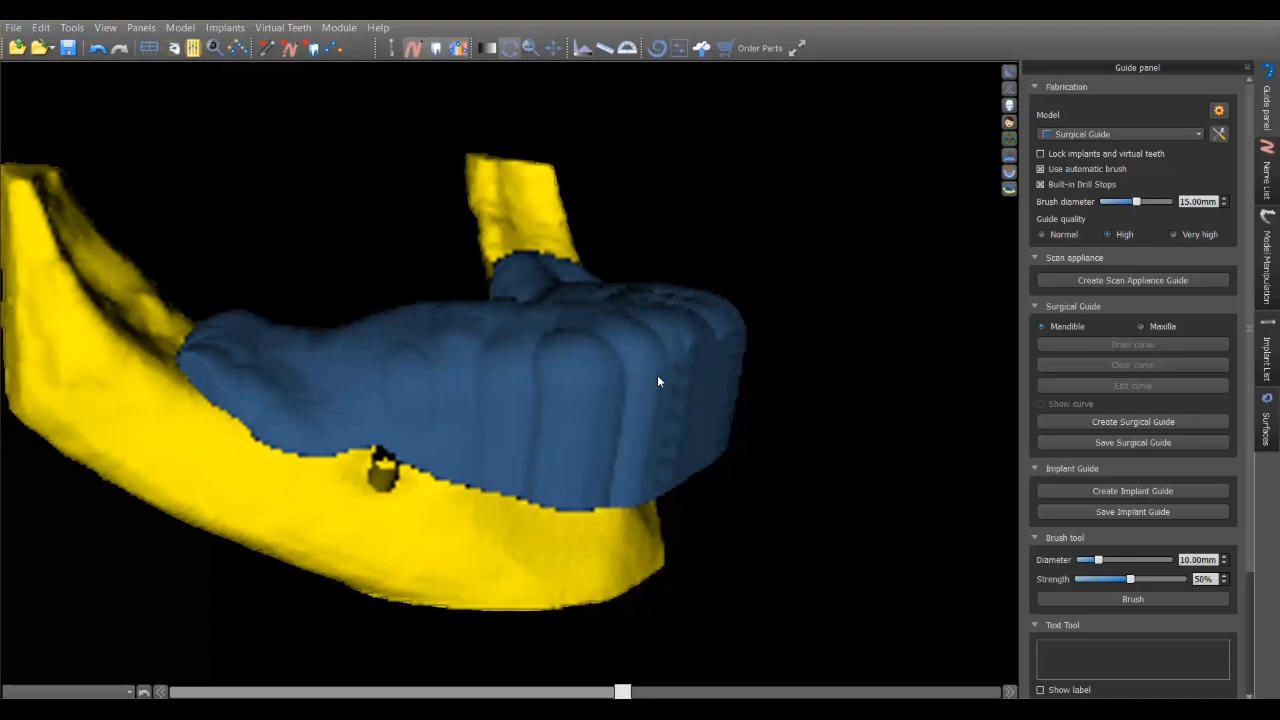 File Edit Tools View Panels Model Implants Virtual Teeth Module Help
Order Parts
Guide panel
Fabrication
Model
Surgical Guide
Lock implants and virtual teeth
Use automatic brush
Built-in Drill Stops
Brush diameter 15.00mm
Guide quality
Normal High Very high
Scan appliance
Create Scan Appliance Guide
Surgical Guide
Mandible Maxilla
Draw curve
Clear curve
Edit curve
Show curve
Create Surgical Guide
Save Surgical Guide
Implant Guide
Create Implant Guide
Save Implant Guide
Brush tool
Diameter 10.00mm
Strength 50%
Brush
Text Tool
Show label
Guide panel
Nerve List
Model Manipulation
Implant List
Surfaces